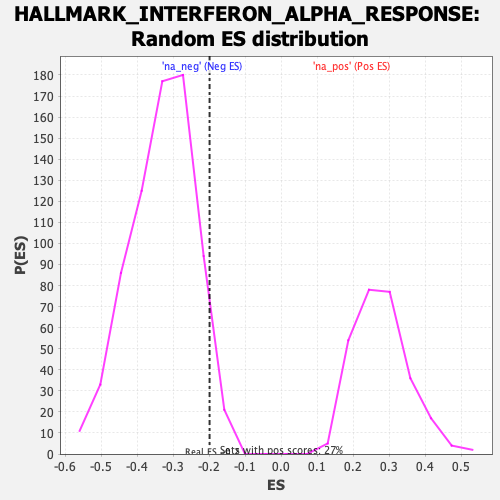 HALLMARK_INTERFERON_ALPHA_RESPONSE:
Random ES distribution
'na_neg' (Neg ES)
'na_pos' (Pos ES)
180
170
160
150
140
130
120
110
100
90
80
70
60
50
40
30
20
10
0
P(ES)
Real ES
Sets with pos scores: 27%
-0.6 -0.5 -0.4 -0.3 -0.2 -0.1 0.0 0.1 0.2 0.3 0.4 0.5
ES